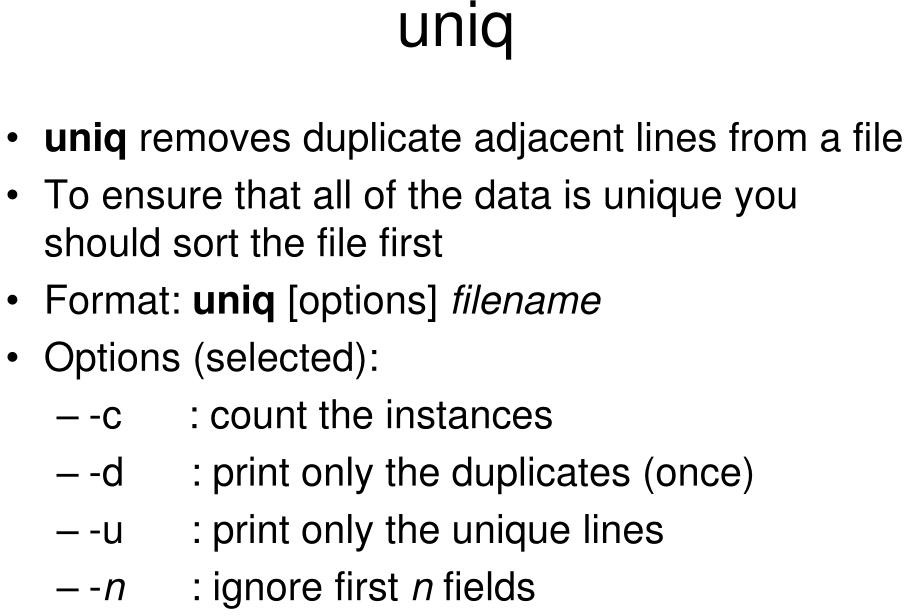 uniq
• uniq removes duplicate adjacent lines from a file
• To ensure that all of the data is unique you
should sort the file first
• Format: uniq [options] filename
• Options (selected):
– -c : count the instances
– -d : print only the duplicates (once)
– -u : print only the unique lines
– -n : ignore first n fields